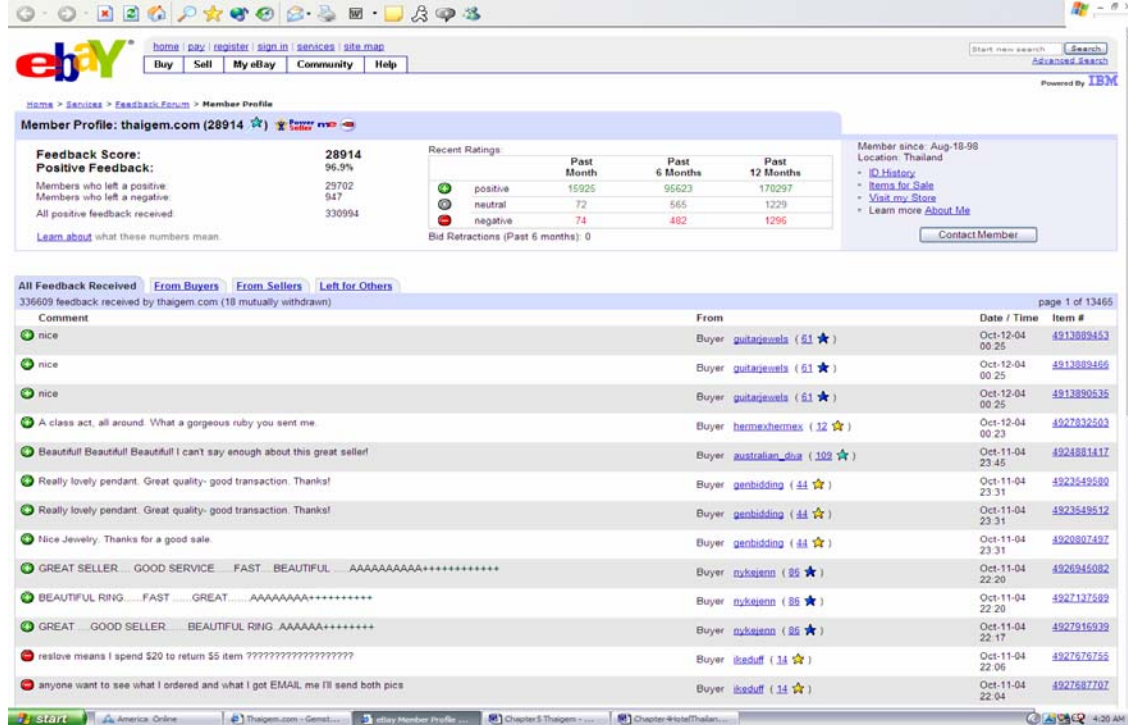 ebay
home | pay | register | sign in | services | site map
Buy Sell My eBay Community Help
Start new search Search
Advanced Search
Powered By IBM
Home > Services > Feedback Forum > Member Profile
Member Profile: thaigem.com (28914 ) Power Seller me
Feedback Score: 28914
Positive Feedback: 96.9%
Members who left a positive: 29702
Members who left a negative: 947
All positive feedback received: 330994
Learn about what these numbers mean.
Recent Ratings:
Past Month Past 6 Months Past 12 Months
positive 15925 95623 170297
neutral 72 565 1229
negative 74 482 1296
Bid Retractions (Past 6 months): 0
Member since: Aug-18-98
Location: Thailand
ID History
Items for Sale
Visit my Store
Learn more About Me
Contact Member
All Feedback Received From Buyers From Sellers Left for Others
336609 feedback received by thaigem.com (18 mutually withdrawn) page 1 of 13465
Comment From Date / Time Item #
nice Buyer guitarjewels ( 61 ) Oct-12-04 00:25 4913889453
nice Buyer guitarjewels ( 61 ) Oct-12-04 00:25 4913889466
nice Buyer guitarjewels ( 61 ) Oct-12-04 00:25 4913890535
A class act, all around. What a gorgeous ruby you sent me. Buyer hermexhermex ( 12 ) Oct-12-04 00:23 4927832503
Beautiful! Beautiful! Beautiful! I can't say enough about this great seller! Buyer australian_diva ( 109 ) Oct-11-04 23:45 4924881417
Really lovely pendant. Great quality- good transaction. Thanks! Buyer genbidding ( 44 ) Oct-11-04 23:31 4923549580
Really lovely pendant. Great quality- good transaction. Thanks! Buyer genbidding ( 44 ) Oct-11-04 23:31 4923549512
Nice Jewelry. Thanks for a good sale. Buyer genbidding ( 44 ) Oct-11-04 23:31 4920807497
GREAT SELLER.... GOOD SERVICE ......FAST....BEAUTIFUL .....AAAAAAAAAA++++++++++++ Buyer nykejenn ( 86 ) Oct-11-04 22:20 4926945082
BEAUTIFUL RING......FAST .......GREAT........AAAAAAAA++++++++++ Buyer nykejenn ( 86 ) Oct-11-04 22:20 4927137589
GREAT ....GOOD SELLER........BEAUTIFUL RING..AAAAAA++++++++ Buyer nykejenn ( 86 ) Oct-11-04 22:17 4927916939
reslove means I spend $20 to return $5 item ??????????????????? Buyer ikeduff ( 14 ) Oct-11-04 22:06 4927676755
anyone want to see what I ordered and what I got EMAIL me I'll send both pics Buyer ikeduff ( 14 ) Oct-11-04 22:04 4927687707
start America Online Thaigem.com - Gemst... eBay Member Profile ... Chapter 5 Thaigem - ... Chapter 4HotelThailan... 4:20 AM